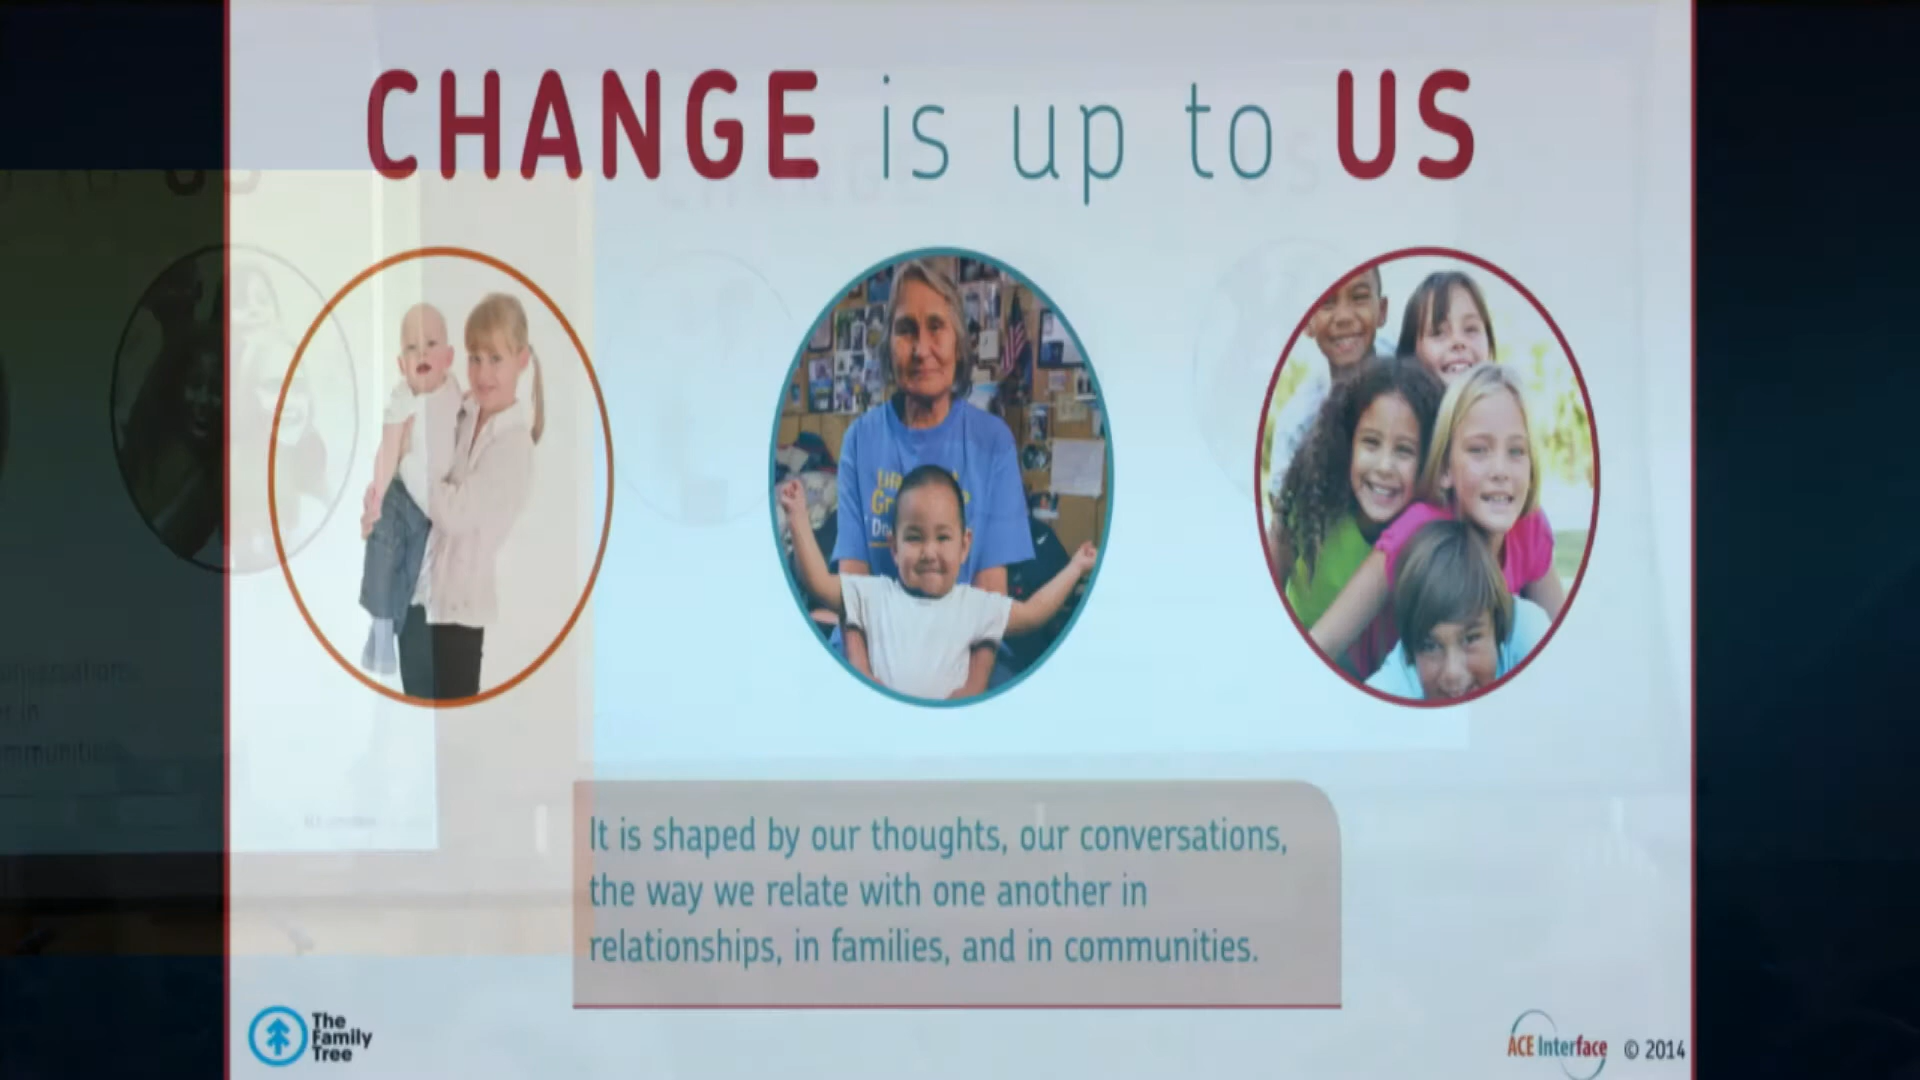 CHANGE is up to US
It is shaped by our thoughts, our conversations,
the way we relate with one another in
relationships, in families, and in communities.
The
Family
Tree
ACE Interface © 2014